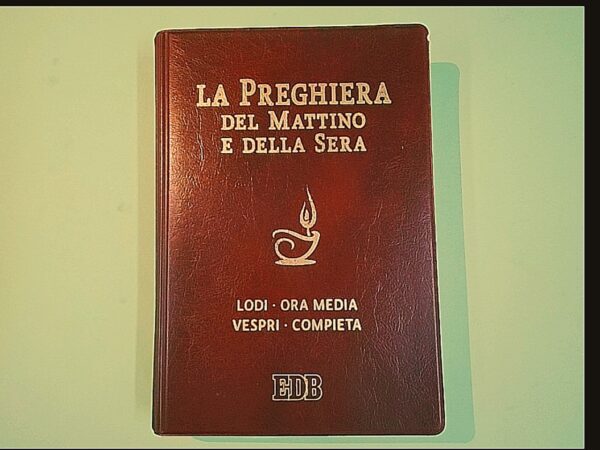 LA PREGHIERA
DEL MATTINO
E DELLA SERA
LODI · ORA MEDIA
VESPRI · COMPIETA
EDB